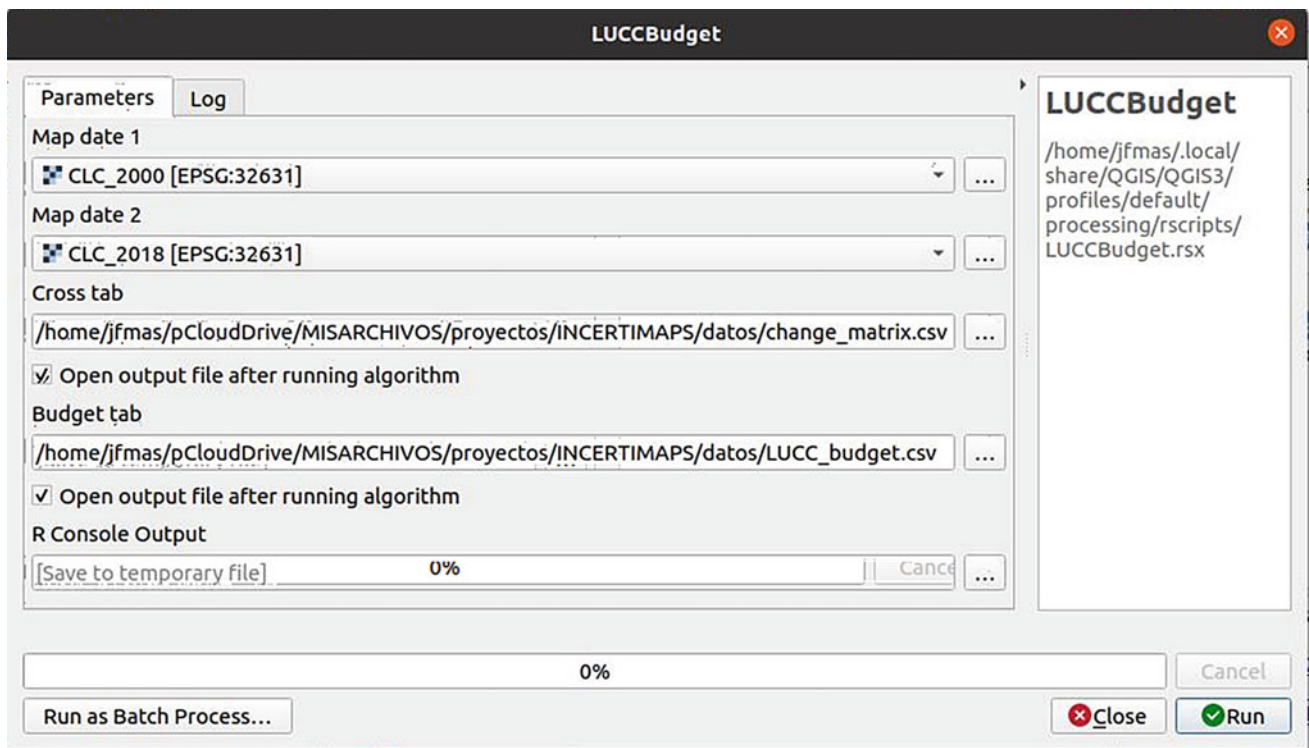 LUCCBudget
Parameters
Log
Map date 1
CLC_2000 [EPSG:32631]
...
Map date 2
CLC_2018 [EPSG:32631]
...
Cross tab
/home/jfmas/pCloudDrive/MISARCHIVOS/proyectos/INCERTIMAPS/datos/change_matrix.csv
...
Open output file after running algorithm
Budget tab
/home/jfmas/pCloudDrive/MISARCHIVOS/proyectos/INCERTIMAPS/datos/LUCC_budget.csv
...
Open output file after running algorithm
R Console Output
[Save to temporary file]
0%
Cance
...
0%
Cancel
Run as Batch Process...
Close
Run
LUCCBudget
/home/jfmas/.local/
share/QGIS/QGIS3/
profiles/default/
processing/rscripts/
LUCCBudget.rsx